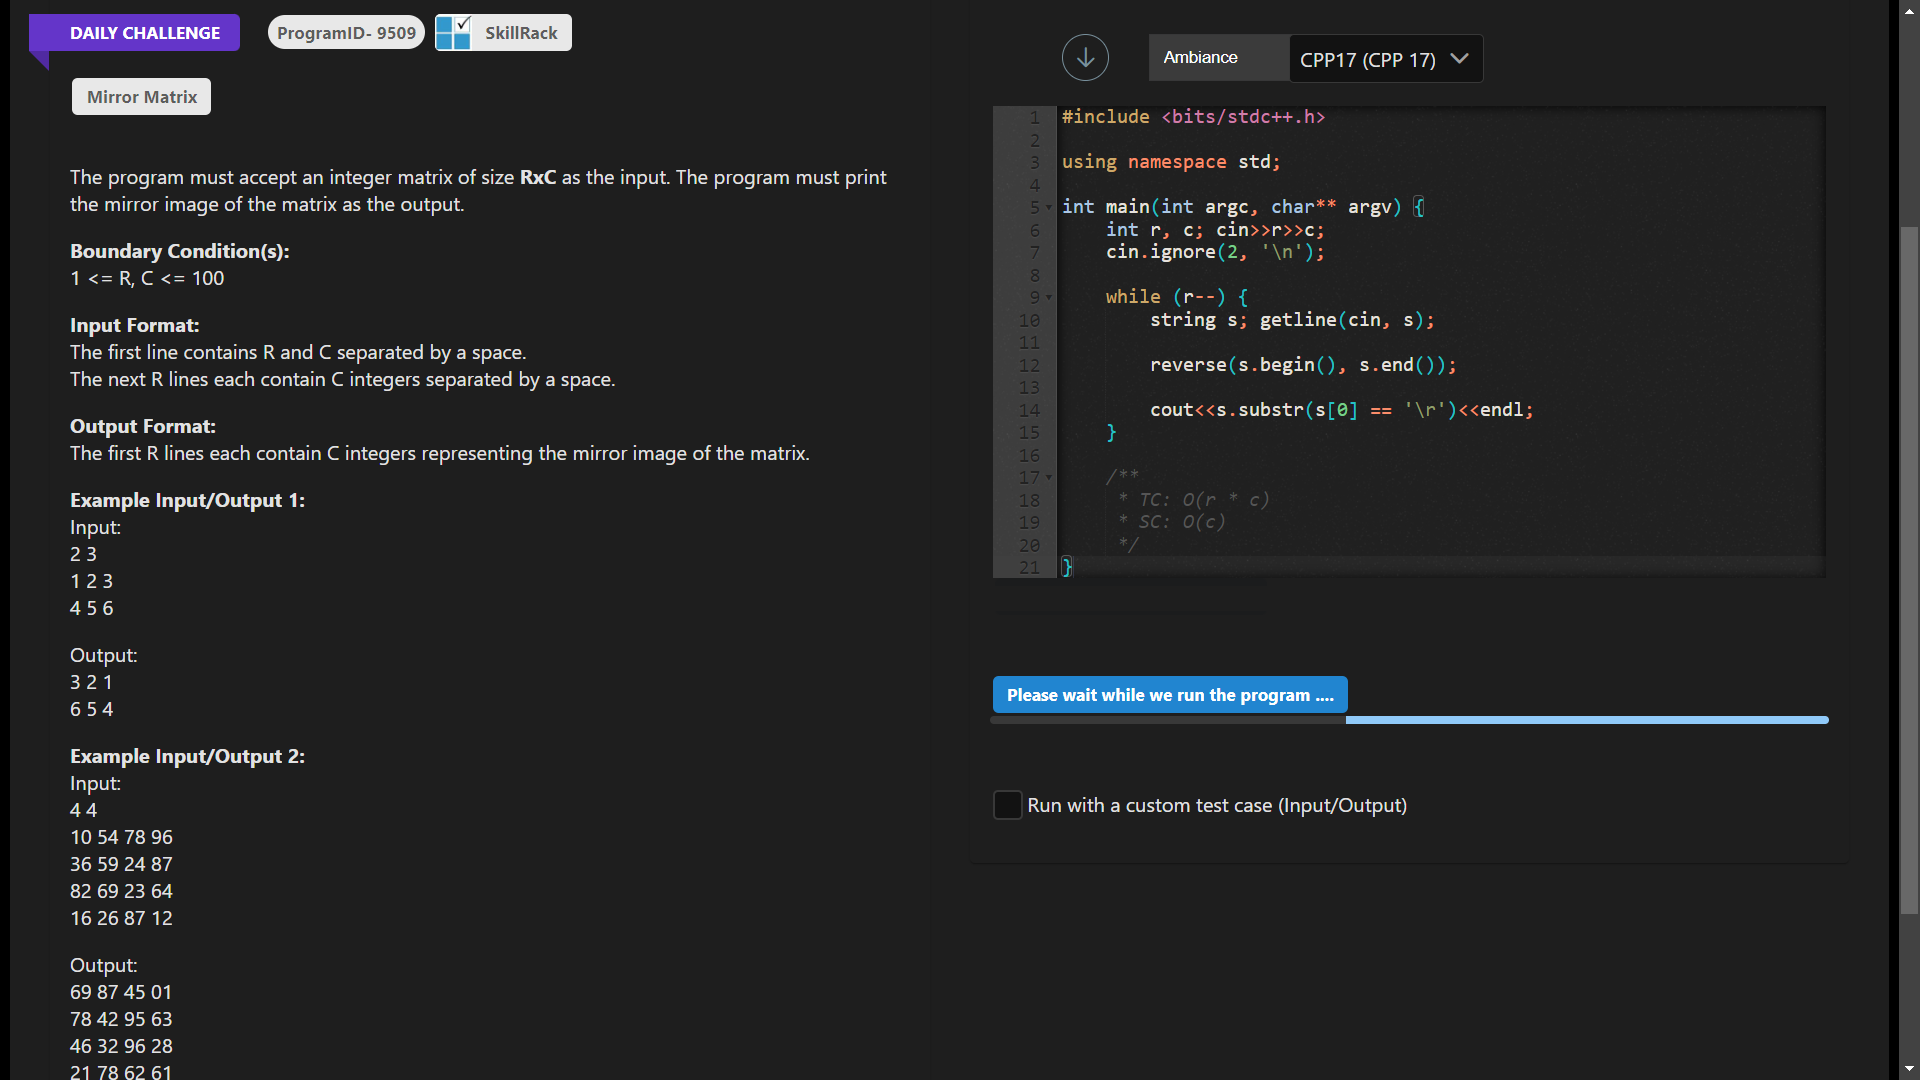 DAILY CHALLENGE
ProgramID- 9509
SkillRack
Mirror Matrix
The program must accept an integer matrix of size RxC as the input. The program must print
the mirror image of the matrix as the output.
Boundary Condition(s):
1 <= R, C <= 100
Input Format:
The first line contains R and C separated by a space.
The next R lines each contain C integers separated by a space.
Output Format:
The first R lines each contain C integers representing the mirror image of the matrix.
Example Input/Output 1:
Input:
2 3
1 2 3
4 5 6
Output:
3 2 1
6 5 4
Example Input/Output 2:
Input:
4 4
10 54 78 96
36 59 24 87
82 69 23 64
16 26 87 12
Output:
69 87 45 01
78 42 95 63
46 32 96 28
21 78 62 61
Ambiance
CPP17 (CPP 17)
1 #include <bits/stdc++.h>
2
3 using namespace std;
4
5 int main(int argc, char** argv) {
6     int r, c; cin>>r>>c;
7     cin.ignore(2, '\n');
8
9     while (r--) {
10         string s; getline(cin, s);
11
12         reverse(s.begin(), s.end());
13
14         cout<<s.substr(s[0] == '\r')<<endl;
15     }
16
17     /**
18      * TC: O(r * c)
19      * SC: O(c)
20      */
21 }
Please wait while we run the program ....
Run with a custom test case (Input/Output)